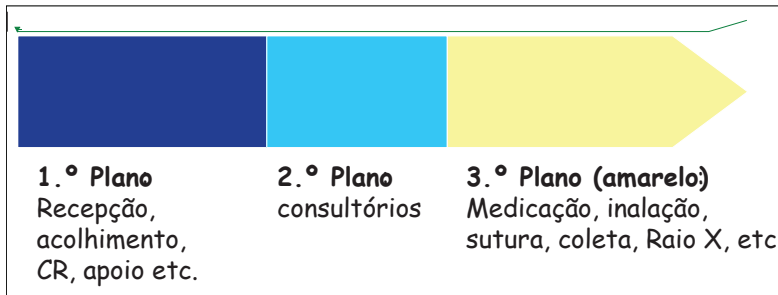 1.º Plano
Recepção,
acolhimento,
CR, apoio etc.
2.º Plano
consultórios
3.º Plano (amarelo:)
Medicação, inalação,
sutura, coleta, Raio X, etc